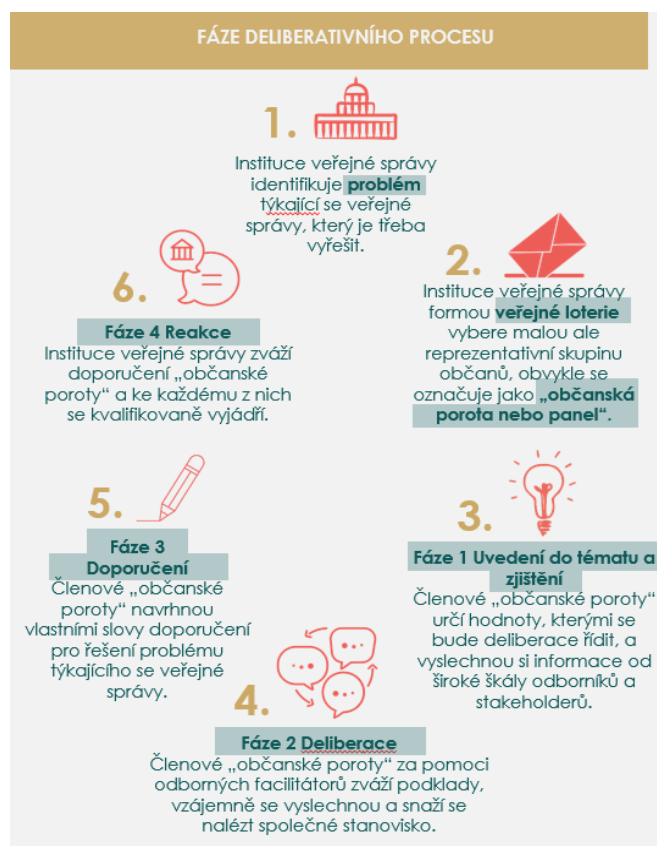 FÁZE DELIBERATIVNÍHO PROCESU
1.
Instituce veřejné správy
identifikuje problém
týkající se veřejné
správy, který je třeba
vyřešit.
2.
Instituce veřejné správy
formou veřejné loterie
vybere malou ale
reprezentativní skupinu
občanů, obvykle se
označuje jako „občanská
porota nebo panel“.
3.
Fáze 1 Uvedení do tématu a
zjištění
Členové „občanské poroty“
určí hodnoty, kterými se
bude deliberace řídit, a
vyslechnou si informace od
široké škály odborníků a
stakeholderů.
4.
Fáze 2 Deliberace
Členové „občanské poroty“ za pomoci
odborných facilitátorů zváží podklady,
vzájemně se vyslechnou a snaží se
nalézt společné stanovisko.
5.
Fáze 3
Doporučení
Členové „občanské
poroty“ navrhnou
vlastními slovy doporučení
pro řešení problému
týkajícího se veřejné
správy.
6.
Fáze 4 Reakce
Instituce veřejné správy zváží
doporučení „občanské
poroty“ a ke každému z nich
se kvalifikovaně vyjádří.